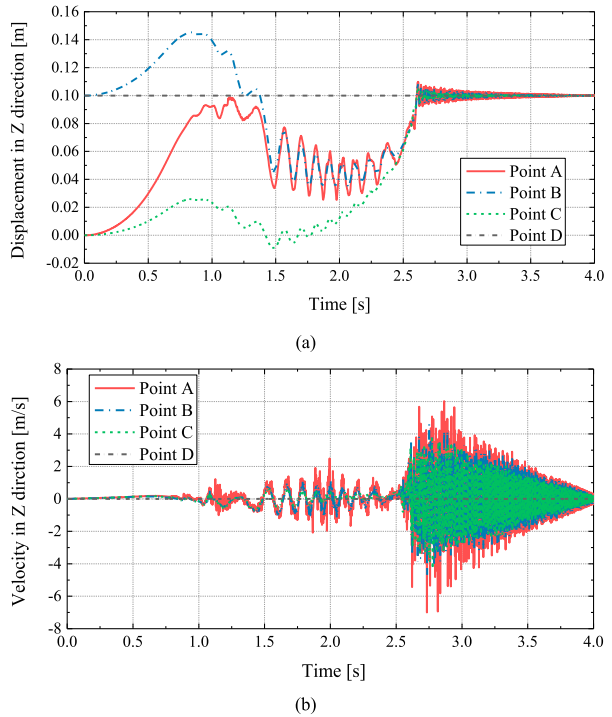 0.16
0.14
0.12
0.10
0.08
0.06
0.04
0.02
0.00
-0.02
Displacement in Z direction [m]
Point A
Point B
Point C
Point D
0.0 0.5 1.0 1.5 2.0 2.5 3.0 3.5 4.0
Time [s]
(a)
8
6
4
2
0
-2
-4
-6
-8
Velocity in Z dirction [m/s]
Point A
Point B
Point C
Point D
0.0 0.5 1.0 1.5 2.0 2.5 3.0 3.5 4.0
Time [s]
(b)